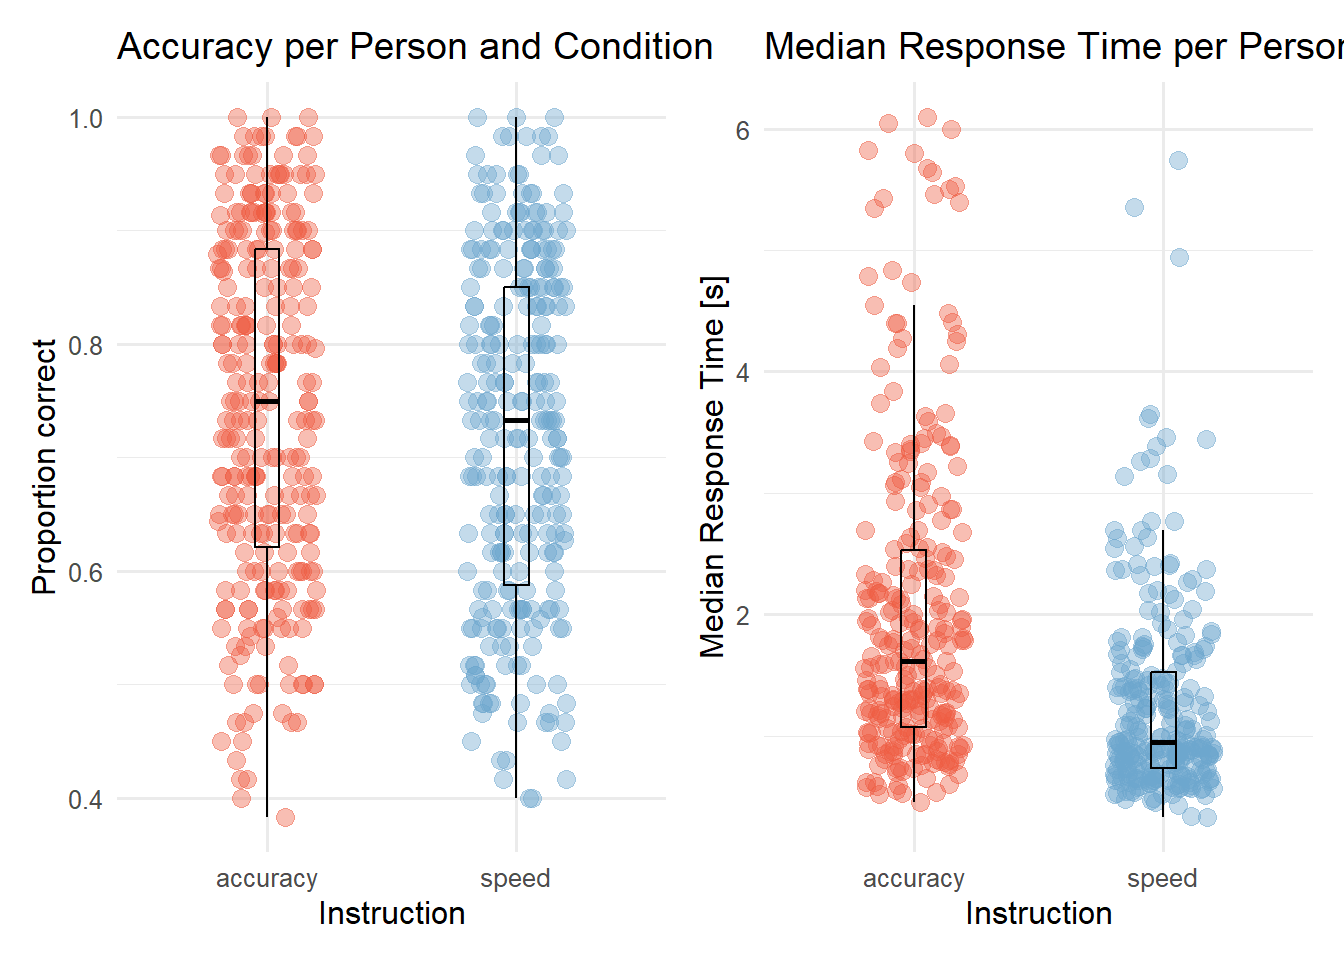 Accuracy per Person and Condition
Proportion correct
1.0
0.8
0.6
0.4
accuracy speed
Instruction
Median Response Time per Person
Median Response Time [s]
6
4
2
accuracy speed
Instruction